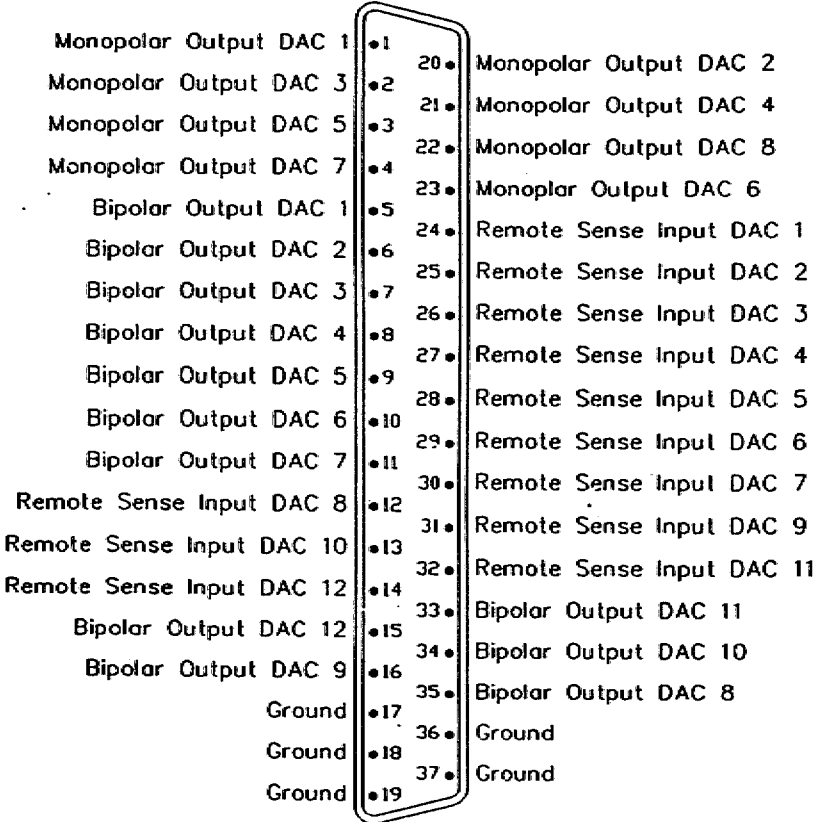 Monopolar Output DAC 1 1
Monopolar Output DAC 3 2
Monopolar Output DAC 5 3
Monopolar Output DAC 7 4
Bipolar Output DAC 1 5
Bipolar Output DAC 2 6
Bipolar Output DAC 3 7
Bipolar Output DAC 4 8
Bipolar Output DAC 5 9
Bipolar Output DAC 6 10
Bipolar Output DAC 7 11
Remote Sense Input DAC 8 12
Remote Sense Input DAC 10 13
Remote Sense Input DAC 12 14
Bipolar Output DAC 12 15
Bipolar Output DAC 9 16
Ground 17
Ground 18
Ground 19
20 Monopolar Output DAC 2
21 Monopolar Output DAC 4
22 Monopolar Output DAC 8
23 Monoplar Output DAC 6
24 Remote Sense Input DAC 1
25 Remote Sense Input DAC 2
26 Remote Sense Input DAC 3
27 Remote Sense Input DAC 4
28 Remote Sense Input DAC 5
29 Remote Sense Input DAC 6
30 Remote Sense Input DAC 7
31 Remote Sense Input DAC 9
32 Remote Sense Input DAC 11
33 Bipolar Output DAC 11
34 Bipolar Output DAC 10
35 Bipolar Output DAC 8
36 Ground
37 Ground